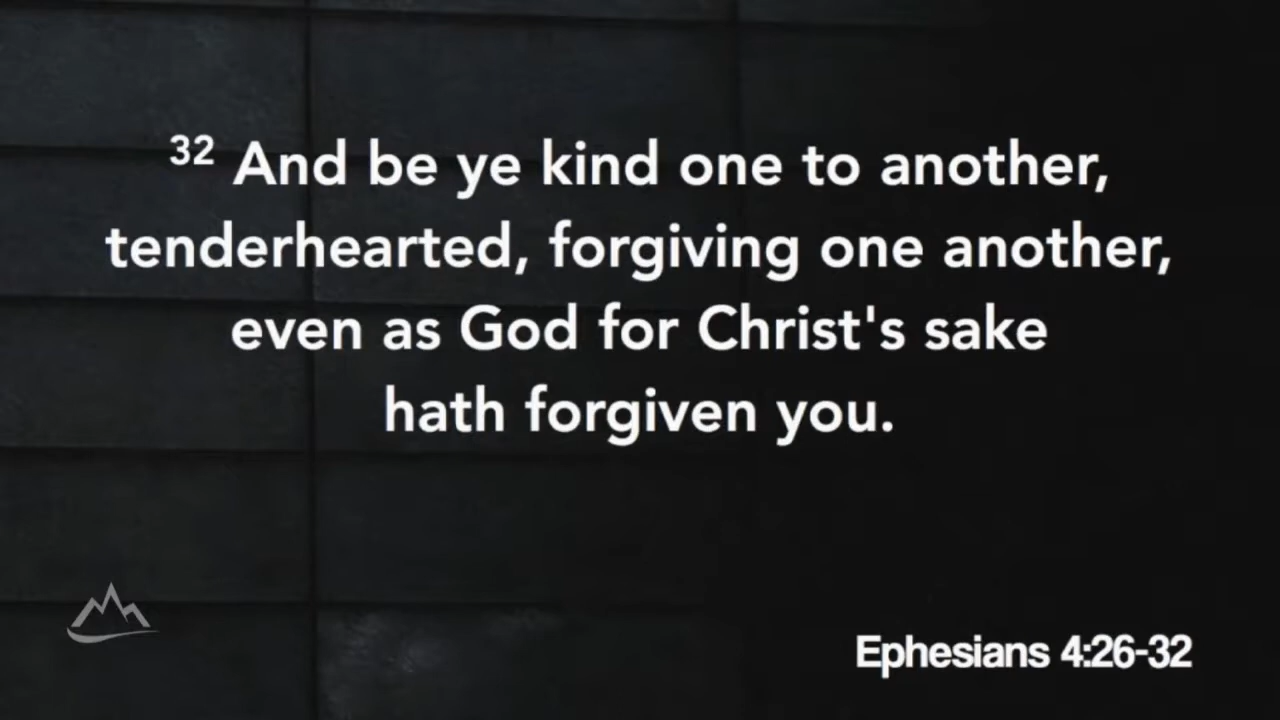 32 And be ye kind one to another,
tenderhearted, forgiving one another,
even as God for Christ's sake
hath forgiven you.
Ephesians 4:26-32